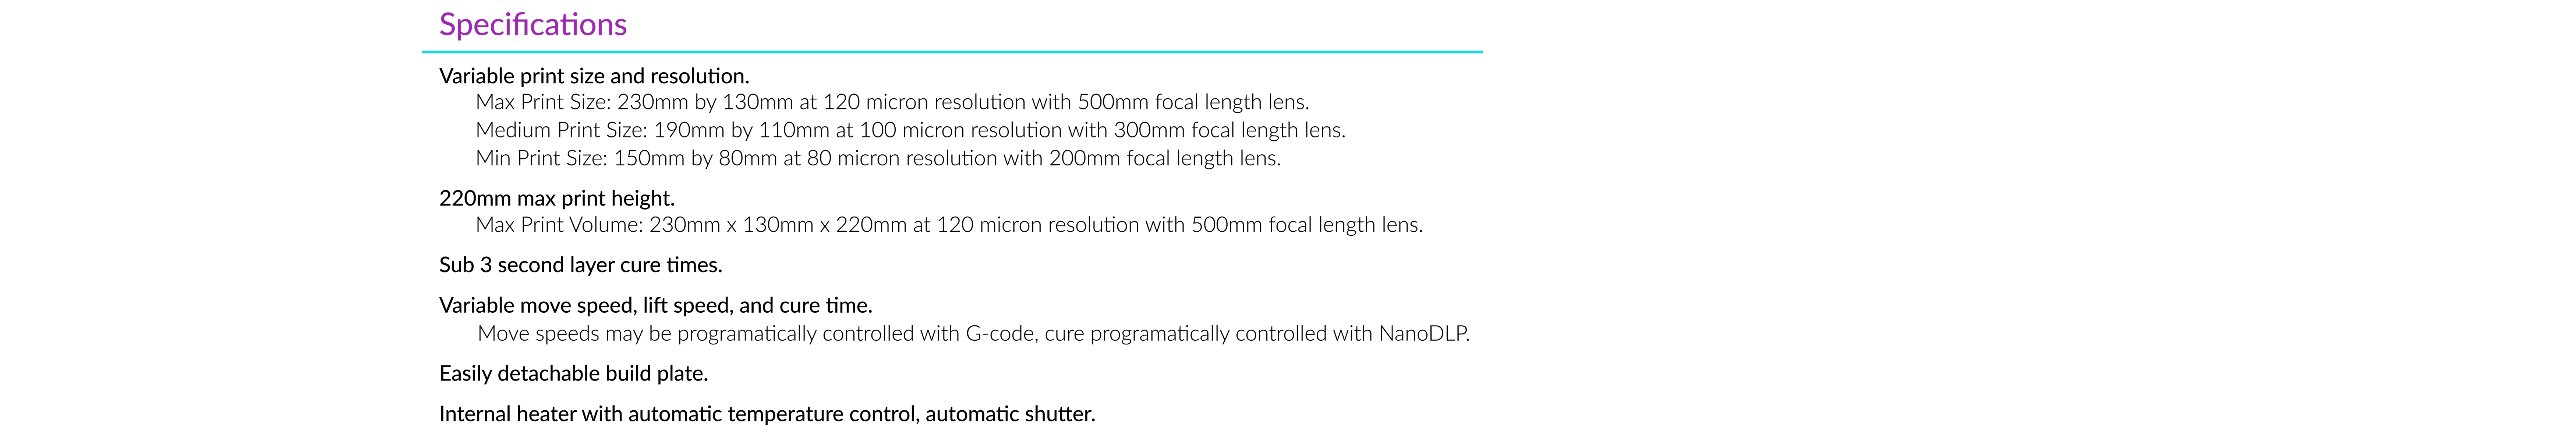 Specifications
Variable print size and resolution.
Max Print Size: 230mm by 130mm at 120 micron resolution with 500mm focal length lens.
Medium Print Size: 190mm by 110mm at 100 micron resolution with 300mm focal length lens.
Min Print Size: 150mm by 80mm at 80 micron resolution with 200mm focal length lens.
220mm max print height.
Max Print Volume: 230mm x 130mm x 220mm at 120 micron resolution with 500mm focal length lens.
Sub 3 second layer cure times.
Variable move speed, lift speed, and cure time.
Move speeds may be programatically controlled with G-code, cure programatically controlled with NanoDLP.
Easily detachable build plate.
Internal heater with automatic temperature control, automatic shutter.